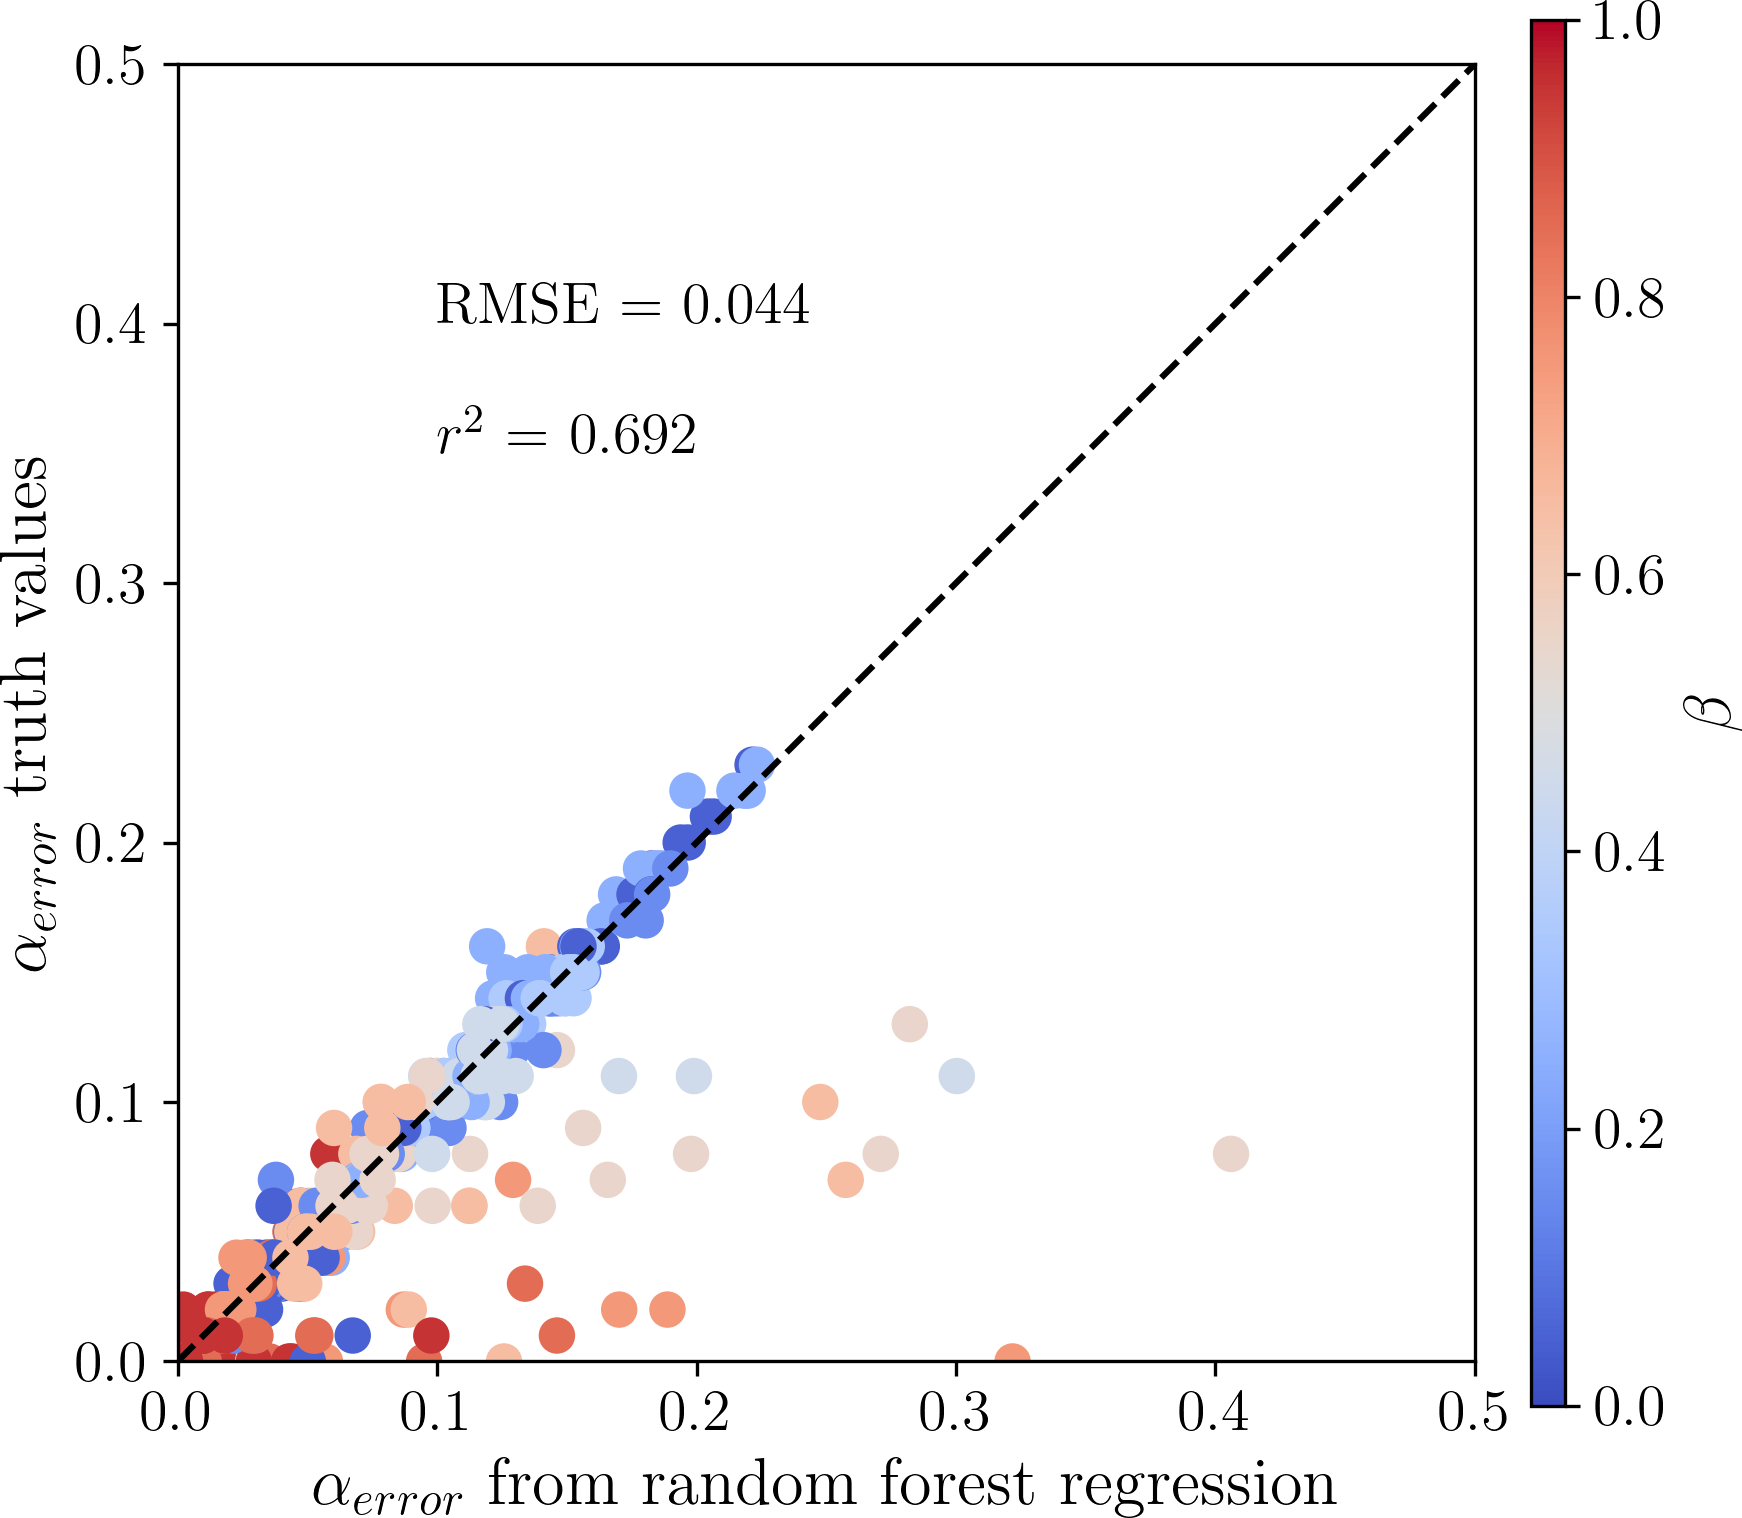 0.5
0.4
0.3
0.2
0.1
0.0
α_error truth values
RMSE = 0.044
r² = 0.692
0.0 0.1 0.2 0.3 0.4 0.5
α_error from random forest regression
1.0
0.8
0.6
0.4
0.2
0.0
β